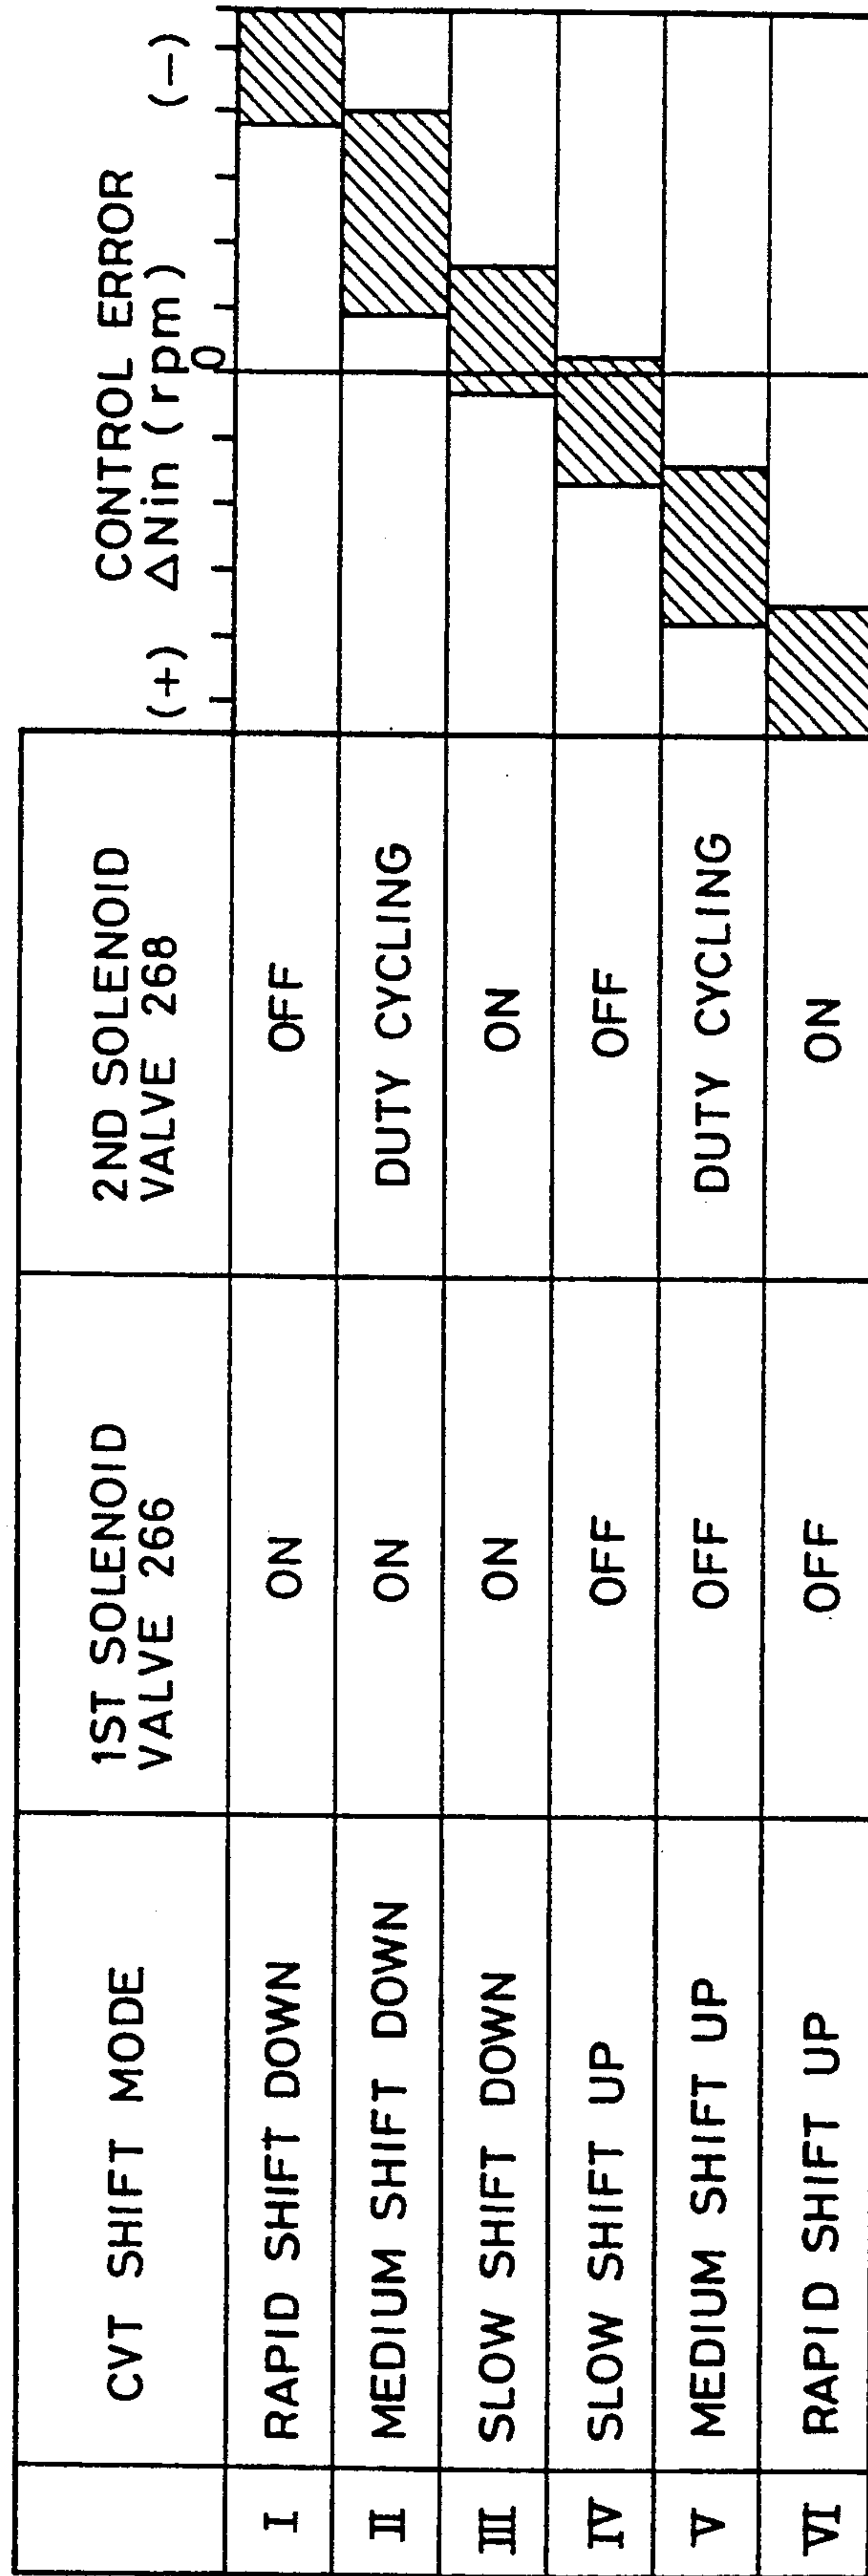 CVT SHIFT MODE
1ST SOLENOID
VALVE 266
2ND SOLENOID
VALVE 268
CONTROL ERROR
(+) ΔNin (rpm) (−)
0
I RAPID SHIFT DOWN ON OFF
II MEDIUM SHIFT DOWN ON DUTY CYCLING
III SLOW SHIFT DOWN ON ON
IV SLOW SHIFT UP OFF OFF
V MEDIUM SHIFT UP OFF DUTY CYCLING
VI RAPID SHIFT UP OFF ON